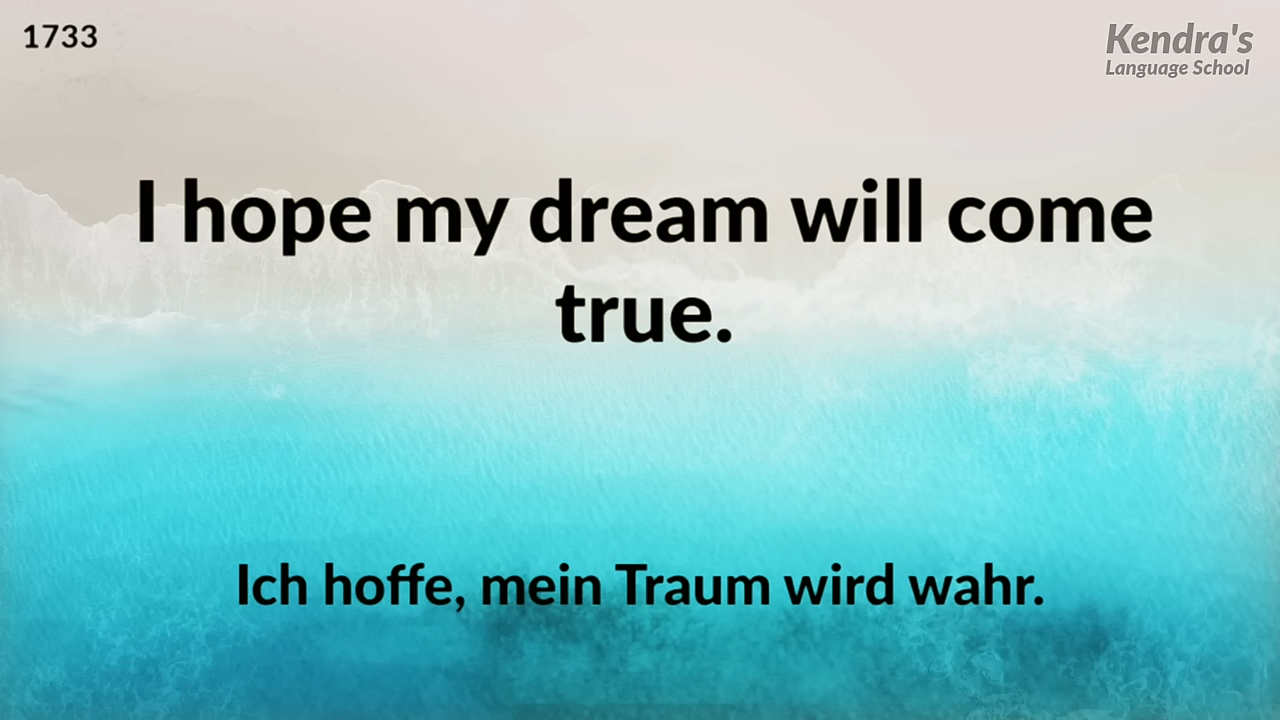 1733
Kendra's
Language School
I hope my dream will come
true.
Ich hoffe, mein Traum wird wahr.